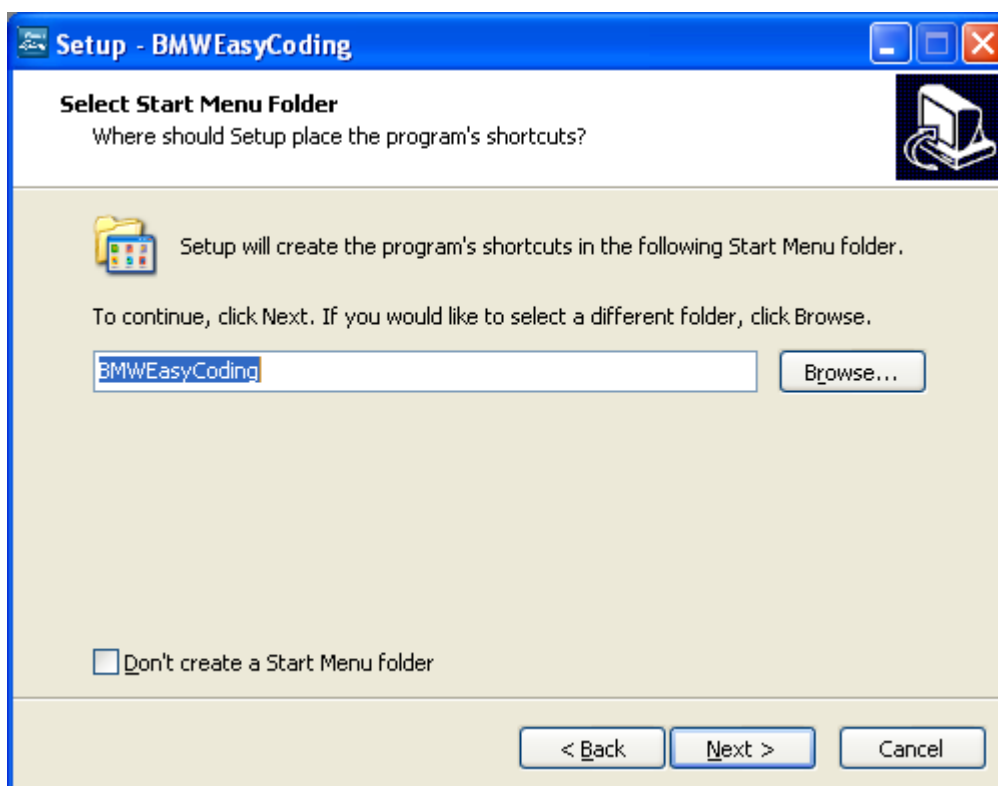 Setup - BMWEasyCoding
Select Start Menu Folder
Where should Setup place the program's shortcuts?
Setup will create the program's shortcuts in the following Start Menu folder.
To continue, click Next. If you would like to select a different folder, click Browse.
BMWEasyCoding
Browse...
Don't create a Start Menu folder
< Back
Next >
Cancel